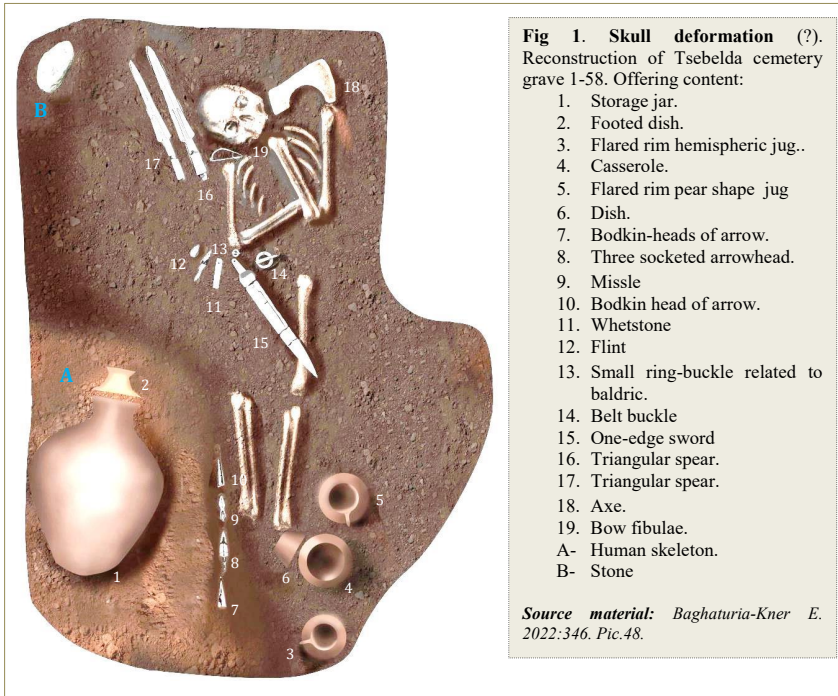 B
18
17
16
19
13
12
14
11
15
A
2
10
5
9
8
6
4
1
7
3
Fig 1. Skull deformation (?).
Reconstruction of Tsebelda cemetery
grave 1-58. Offering content:
1. Storage jar.
2. Footed dish.
3. Flared rim hemispheric jug..
4. Casserole.
5. Flared rim pear shape jug
6. Dish.
7. Bodkin-heads of arrow.
8. Three socketed arrowhead.
9. Missle
10. Bodkin head of arrow.
11. Whetstone
12. Flint
13. Small ring-buckle related to
baldric.
14. Belt buckle
15. One-edge sword
16. Triangular spear.
17. Triangular spear.
18. Axe.
19. Bow fibulae.
A- Human skeleton.
B- Stone
Source material: Baghaturia-Kner E.
2022:346. Pic.48.